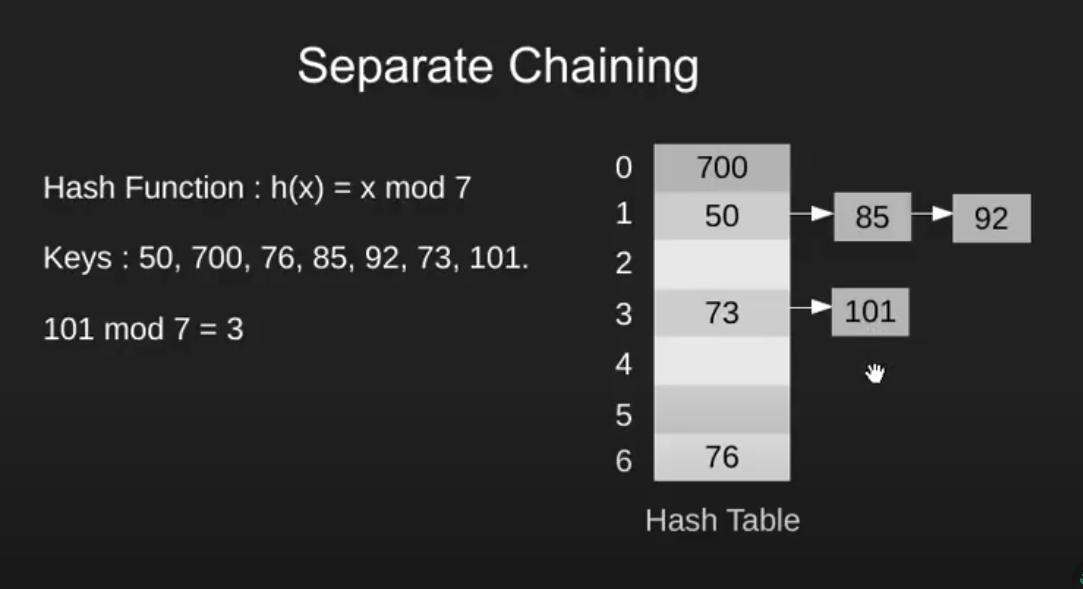 Separate Chaining
Hash Function : h(x) = x mod 7
Keys : 50, 700, 76, 85, 92, 73, 101.
101 mod 7 = 3
0 700
1 50 85 92
2
3 73 101
4
5
6 76
Hash Table